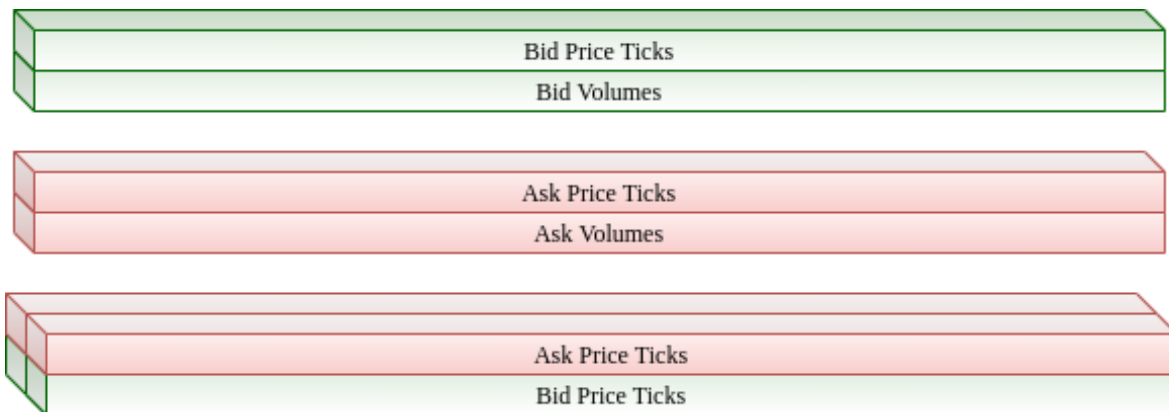 Bid Price Ticks
Bid Volumes
Ask Price Ticks
Ask Volumes
Ask Price Ticks
Bid Price Ticks